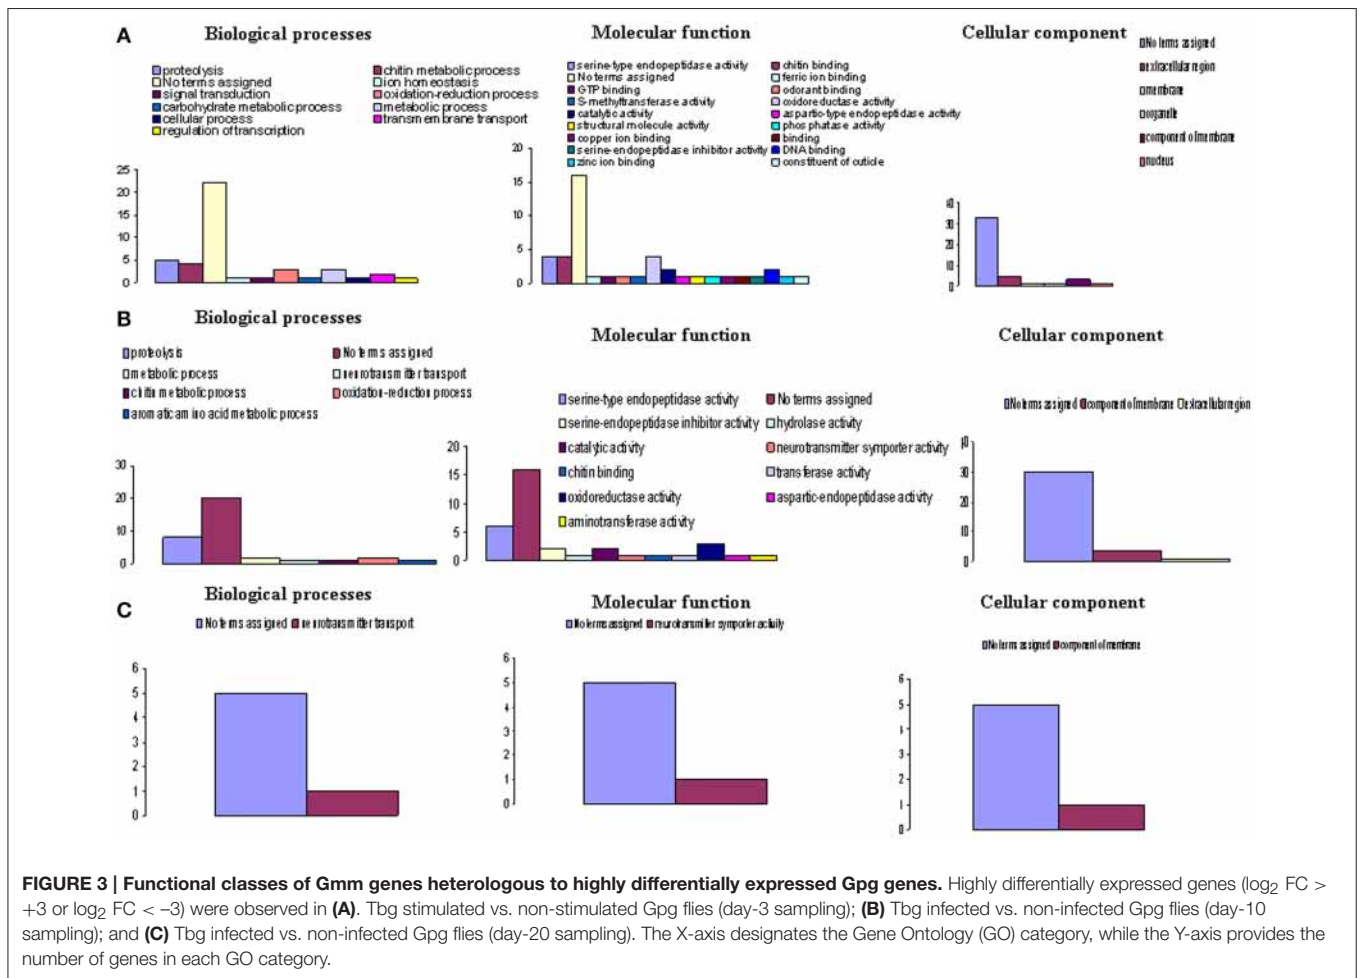 A
Biological processes
proteolysis
chitin metabolic process
No terms assigned
ion homeostasis
signal transduction
oxidation-reduction process
carbohydrate metabolic process
metabolic process
cellular process
transmembrane transport
regulation of transcription
25
20
15
10
5
0
Molecular function
serine-type endopeptidase activity
chitin binding
No terms assigned
ferric ion binding
GTP binding
odorant binding
S-methyltransferase activity
oxidoreductase activity
catalytic activity
aspartic-type endopeptidase activity
structural molecule activity
phosphatase activity
copper ion binding
binding
serine-endopeptidase inhibitor activity
DNA binding
zinc ion binding
constituent of cuticle
20
15
10
5
0
Cellular component
No terms assigned
extracellular region
membrane
organelle
component of membrane
nucleus
40
30
20
10
0
B
Biological processes
proteolysis
No terms assigned
metabolic process
neurotransmitter transport
chitin metabolic process
oxidation-reduction process
aromatic amino acid metabolic process
30
20
10
0
Molecular function
serine-type endopeptidase activity
No terms assigned
serine-endopeptidase inhibitor activity
hydrolase activity
catalytic activity
neurotransmitter symporter activity
chitin binding
transferase activity
oxidoreductase activity
aspartic-endopeptidase activity
aminotransferase activity
20
15
10
5
0
Cellular component
No terms assigned component of membrane extracellular region
40
30
20
10
0
C
Biological processes
No terms assigned neurotransmitter transport
6
5
4
3
2
1
0
Molecular function
No terms assigned neurotransmitter symporter activity
6
5
4
3
2
1
0
Cellular component
No terms assigned component of membrane
6
5
4
3
2
1
0
FIGURE 3 | Functional classes of Gmm genes heterologous to highly differentially expressed Gpg genes. Highly differentially expressed genes (log₂ FC >
+3 or log₂ FC < –3) were observed in (A). Tbg stimulated vs. non-stimulated Gpg flies (day-3 sampling); (B) Tbg infected vs. non-infected Gpg flies (day-10
sampling); and (C) Tbg infected vs. non-infected Gpg flies (day-20 sampling). The X-axis designates the Gene Ontology (GO) category, while the Y-axis provides the
number of genes in each GO category.